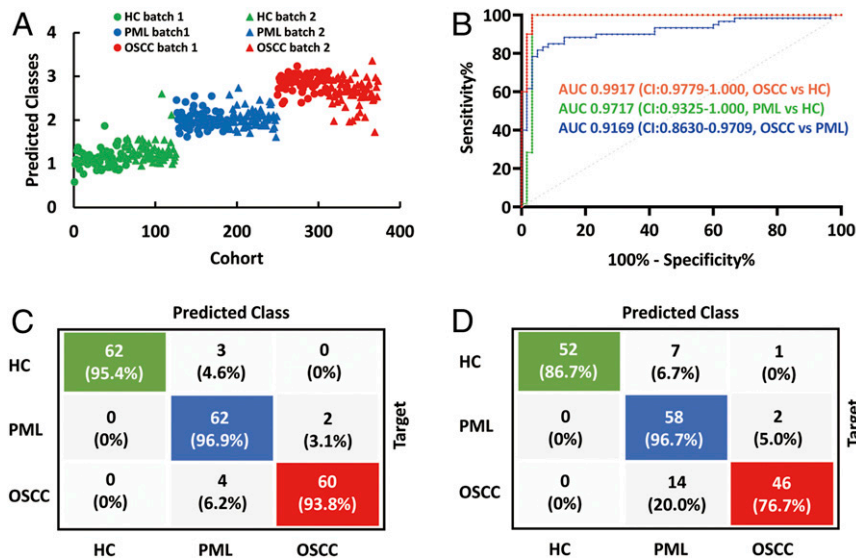 A
HC batch 1
HC batch 2
PML batch1
PML batch 2
OSCC batch 1
OSCC batch 2
Predicted Classes
4
3
2
1
0
0 100 200 300 400
Cohort
B
Sensitivity%
100
80
60
40
20
0
AUC 0.9917 (CI:0.9779-1.000, OSCC vs HC)
AUC 0.9717 (CI:0.9325-1.000, PML vs HC)
AUC 0.9169 (CI:0.8630-0.9709, OSCC vs PML)
0 20 40 60 80 100
100% - Specificity%
C
Predicted Class
HC
62 3 0
(95.4%) (4.6%) (0%)
PML
0 62 2
(0%) (96.9%) (3.1%)
OSCC
0 4 60
(0%) (6.2%) (93.8%)
HC PML OSCC
Target
D
Predicted Class
HC
52 7 1
(86.7%) (6.7%) (0%)
PML
0 58 2
(0%) (96.7%) (5.0%)
OSCC
0 14 46
(0%) (20.0%) (76.7%)
HC PML OSCC
Target